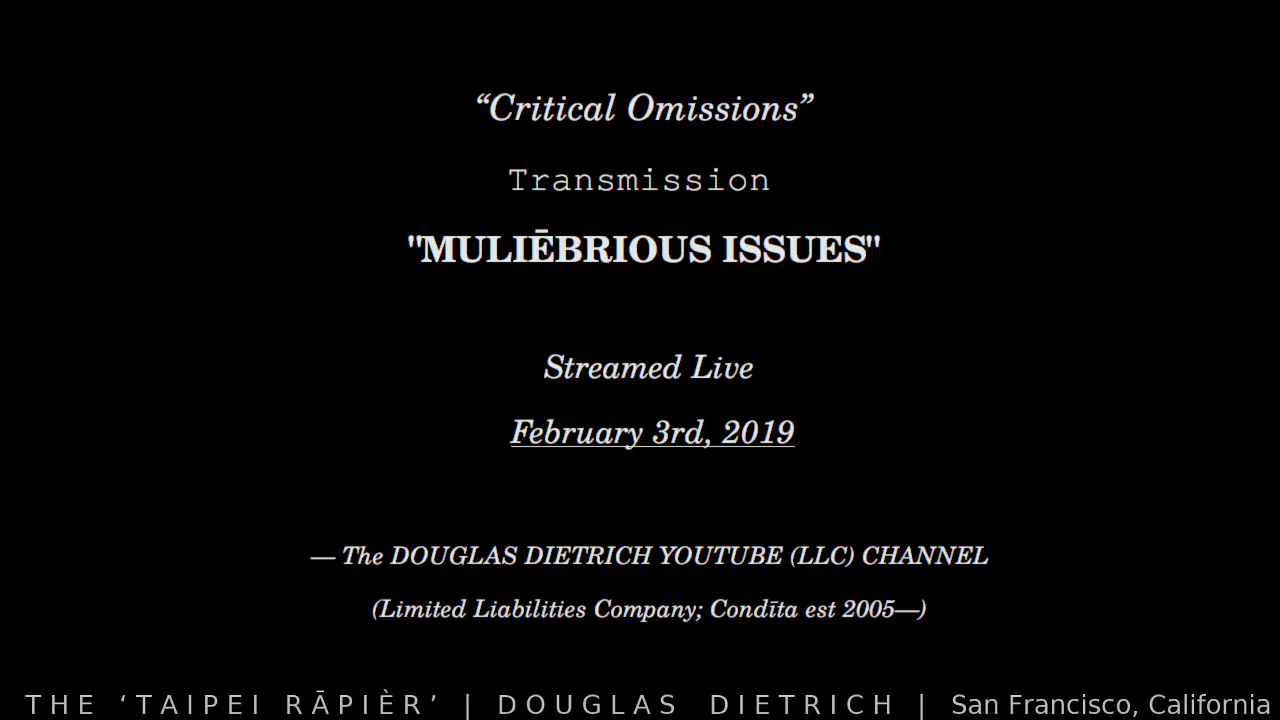 “Critical Omissions”
Transmission
"MULIĒBRIOUS ISSUES"
Streamed Live
February 3rd, 2019
— The DOUGLAS DIETRICH YOUTUBE (LLC) CHANNEL
(Limited Liabilities Company; Condīta est 2005—)
THE ‘TAIPEI RĀPIÈR’ | DOUGLAS DIETRICH | San Francisco, California